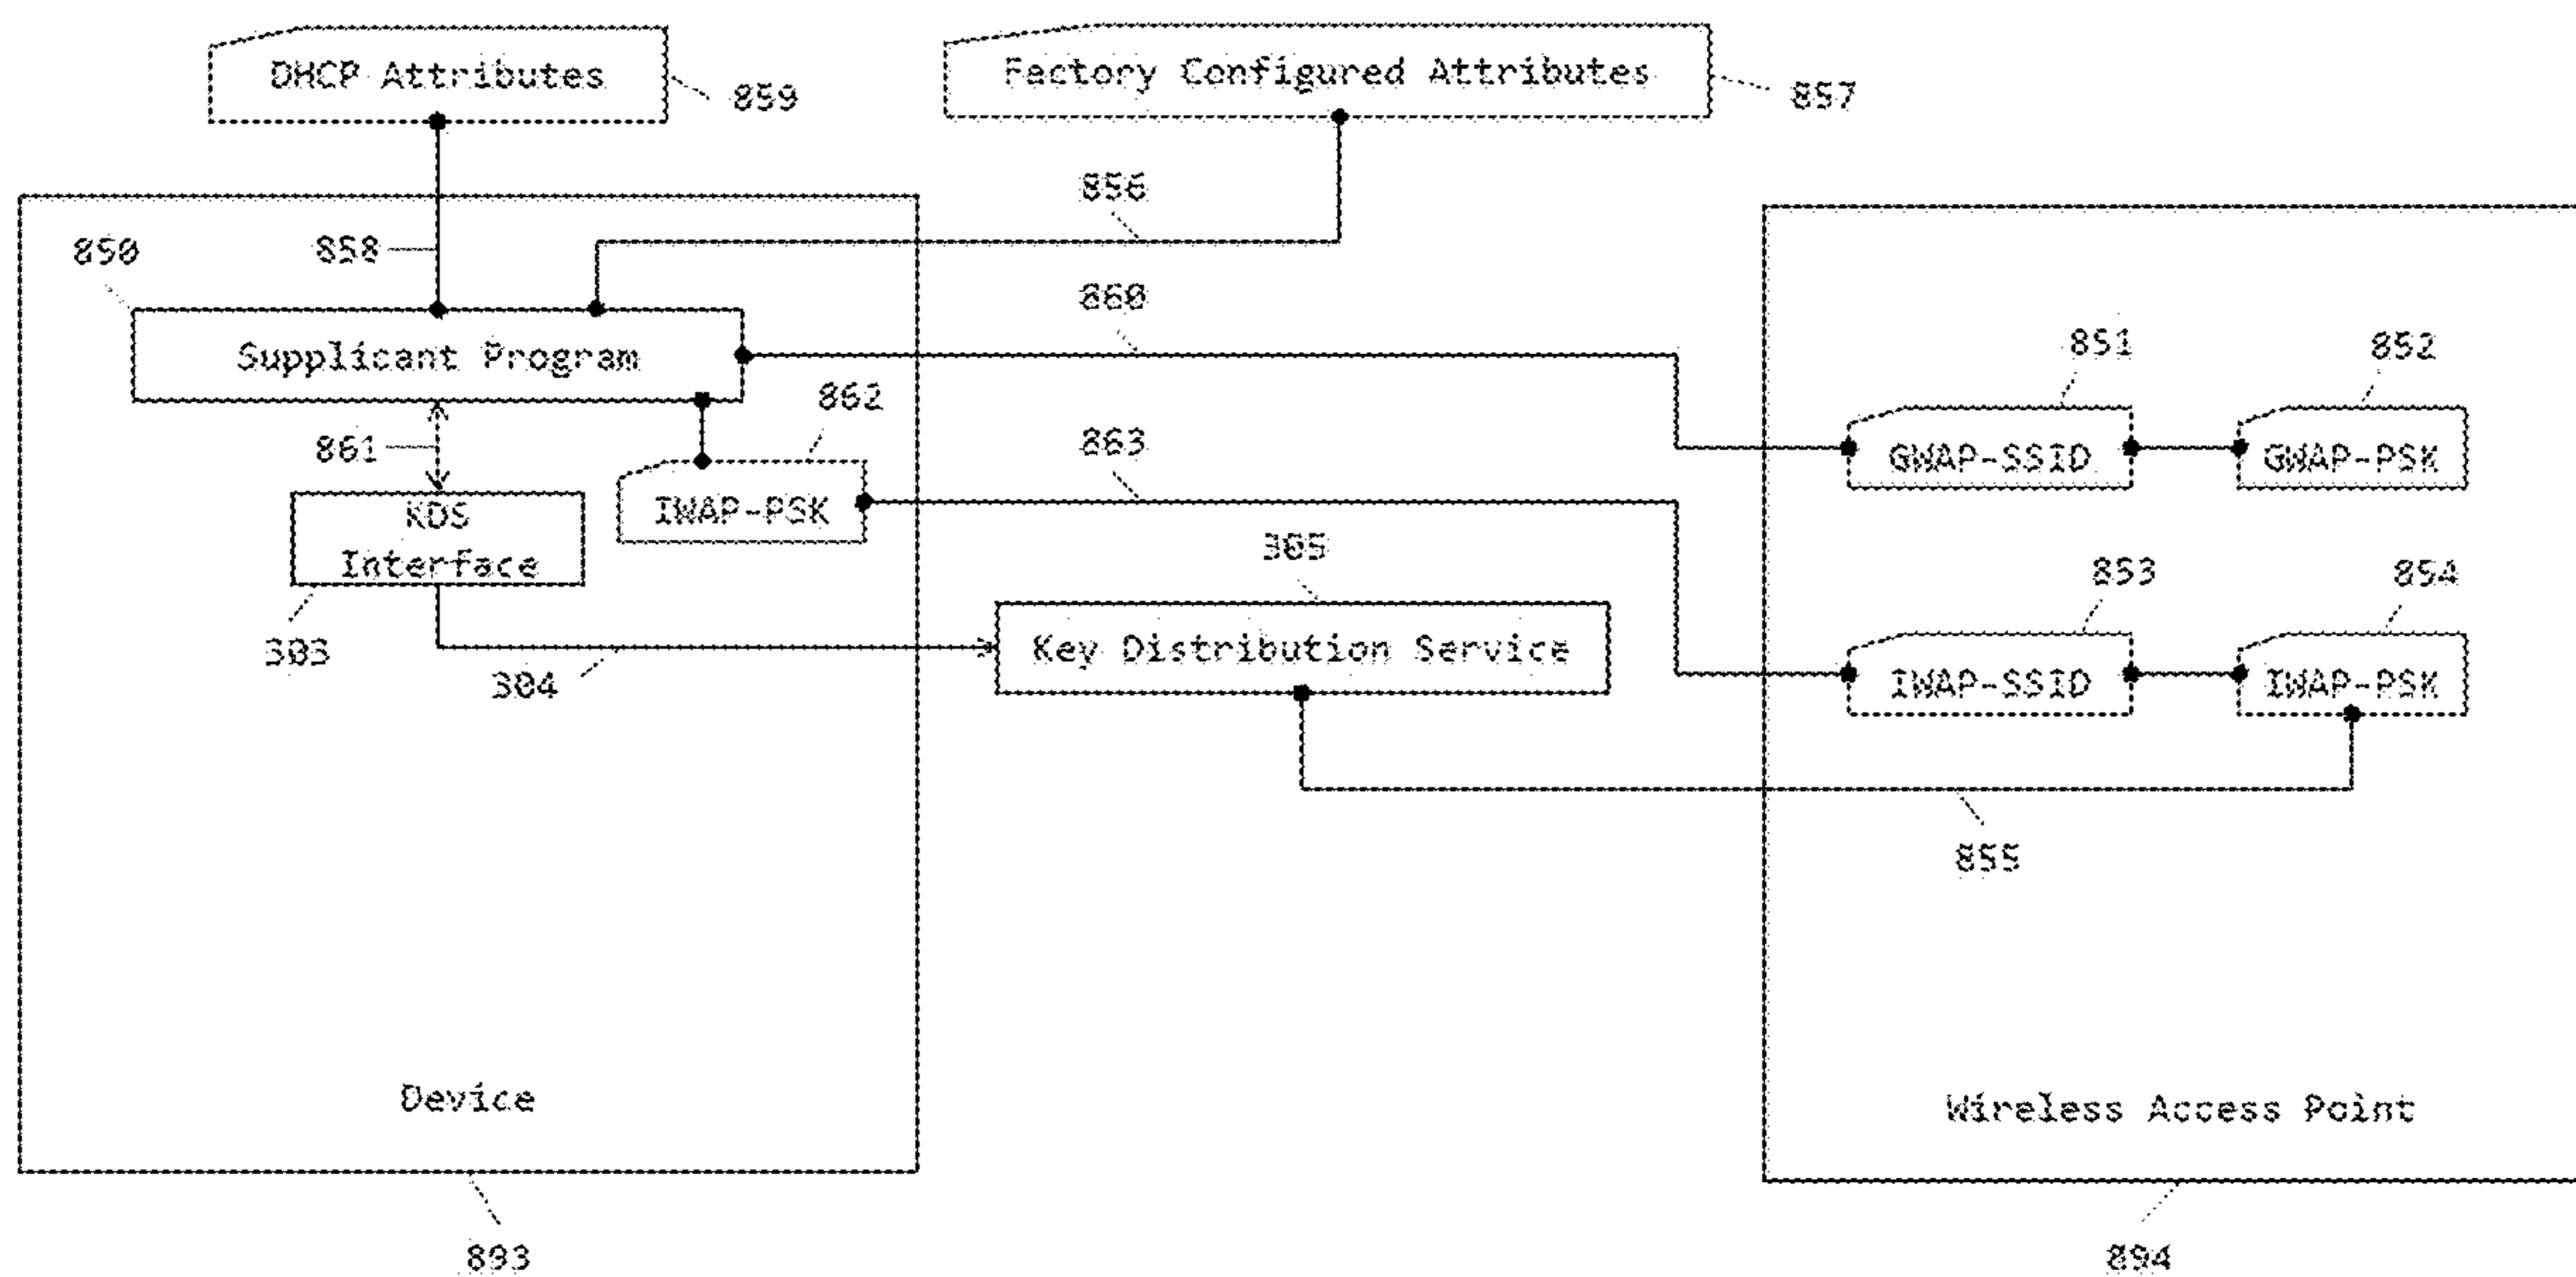 DHCP Attributes
859
Factory Configured Attributes
857
856
850
858
860
Supplicant Program
862
851
852
861
863
GWAP-SSID
GWAP-PSK
KDS
Interface
IWAP-PSK
305
853
854
303
304
Key Distribution Service
IWAP-SSID
IWAP-PSK
855
Device
Wireless Access Point
893
894